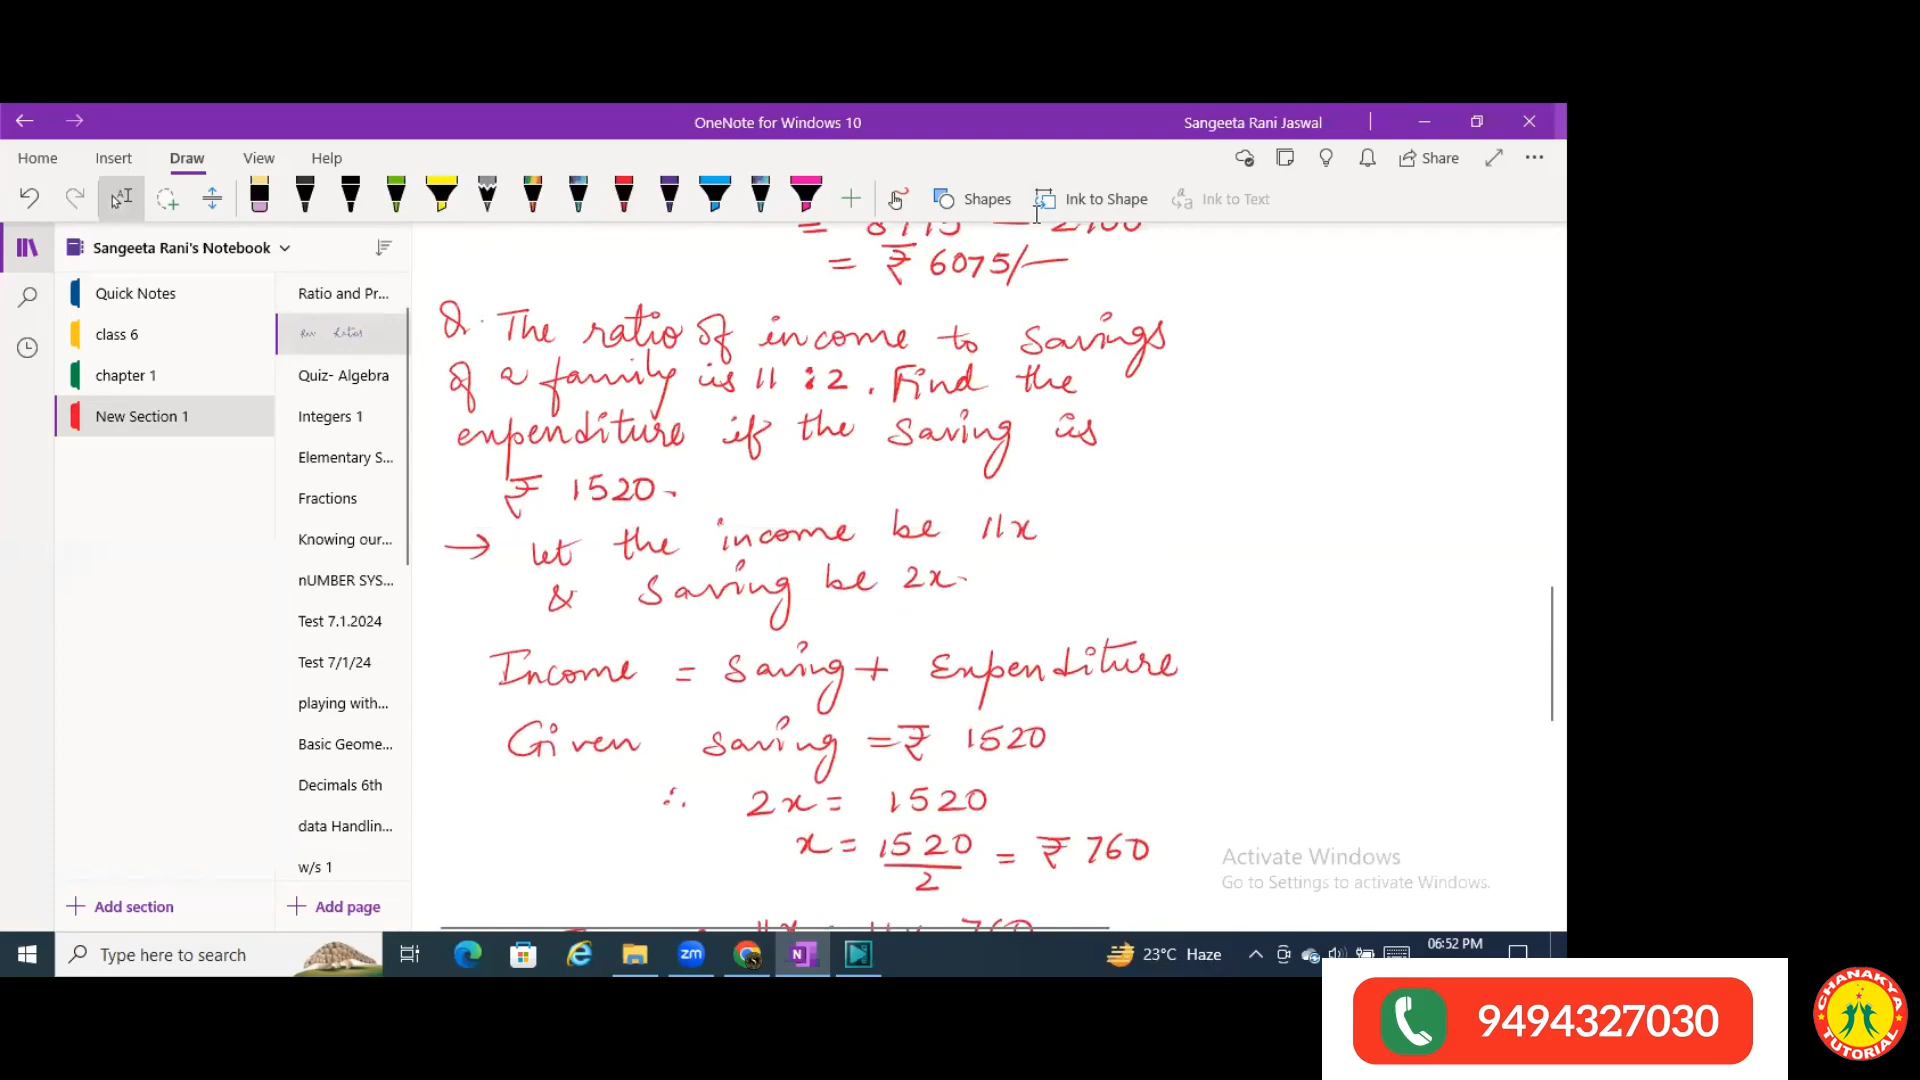 OneNote for Windows 10
Sangeeta Rani Jaswal
Home Insert Draw View Help
Share
Shapes Ink to Shape Ink to Text
Sangeeta Rani's Notebook
Quick Notes
class 6
chapter 1
New Section 1
Add section
Ratio and Pr...
Quiz- Algebra
Integers 1
Elementary S...
Fractions
Knowing our...
nUMBER SYS...
Test 7.1.2024
Test 7/1/24
playing with...
Basic Geome...
Decimals 6th
data Handlin...
w/s 1
Add page
= ₹ 6075/—
Q. The ratio of income to savings
of a family is 11 : 2. Find the
expenditure if the saving is
₹ 1520.
→ let the income be 11x
& saving be 2x.
Income = Saving + Expenditure
Given saving = ₹ 1520
∴ 2x = 1520
x = 1520/2 = ₹ 760
Activate Windows
Go to Settings to activate Windows.
Type here to search
zm
N
23°C Haze
06:52 PM
9494327030
CHANAKYA
TUTORIAL